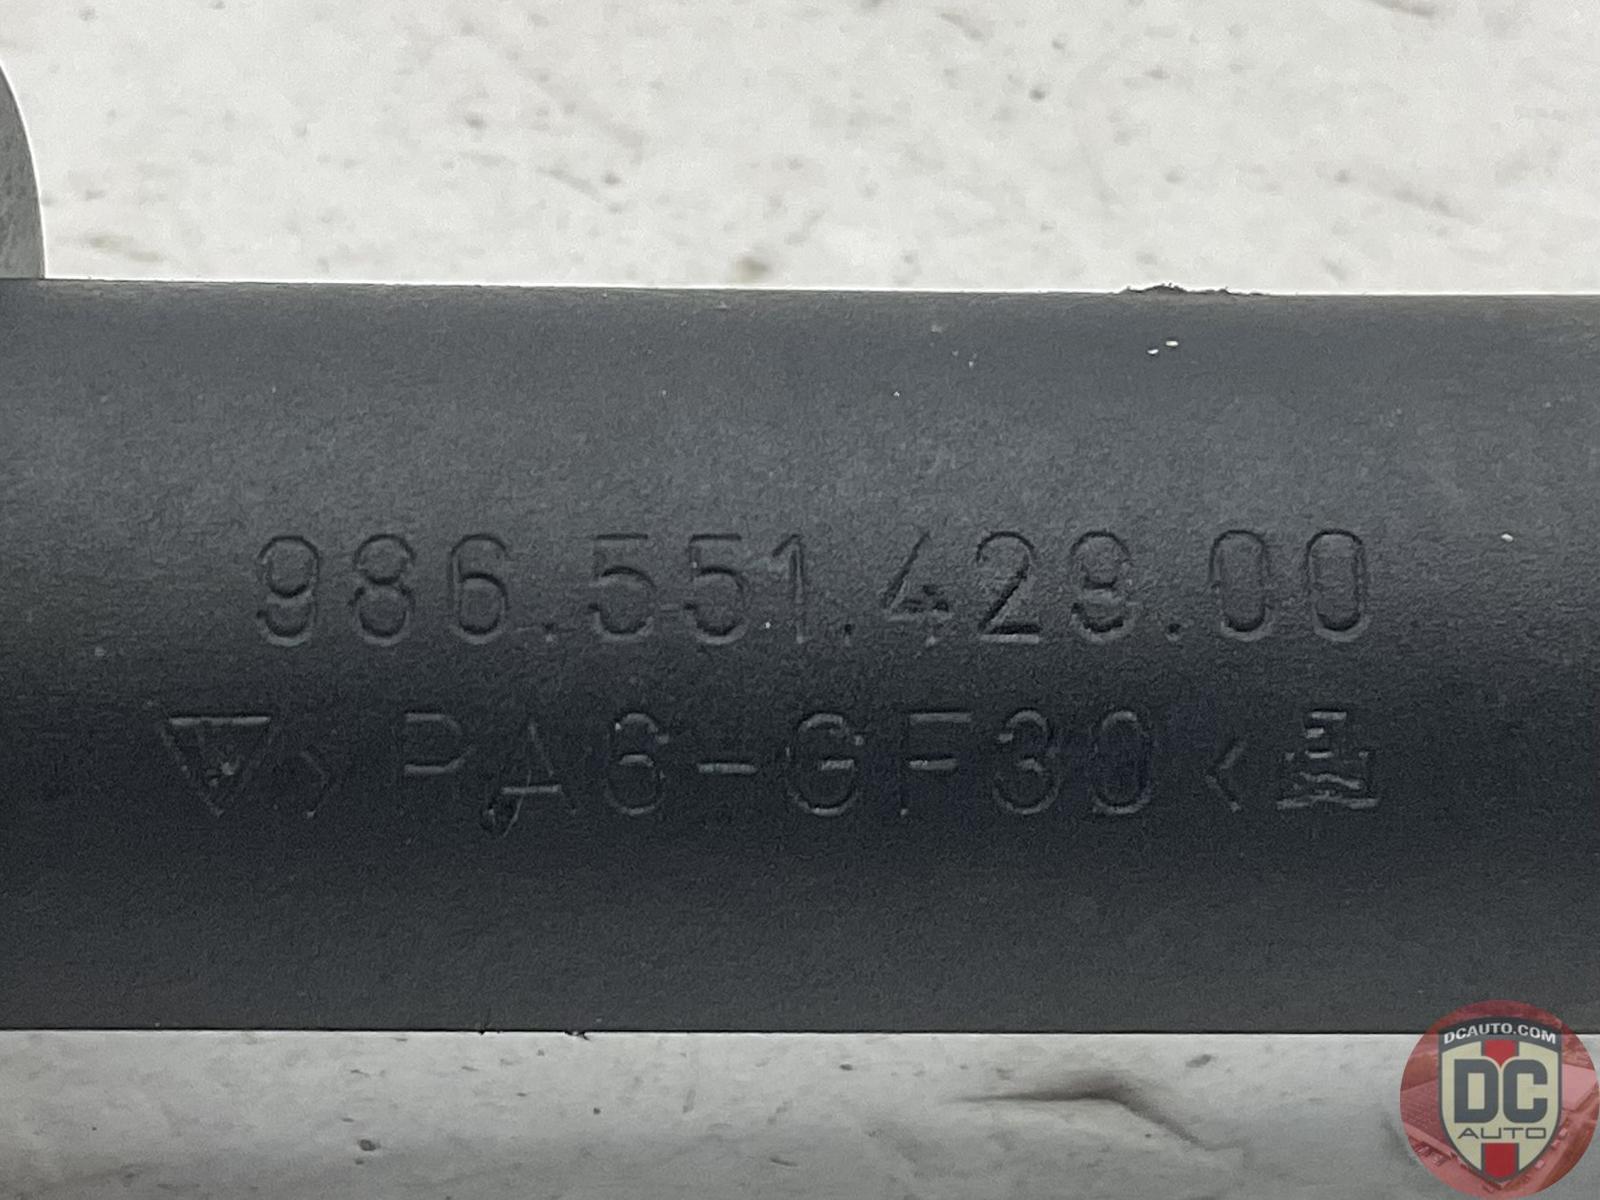 986.551.429.00
>PA6-GF30<
DCAUTO.COM
DC
AUTO